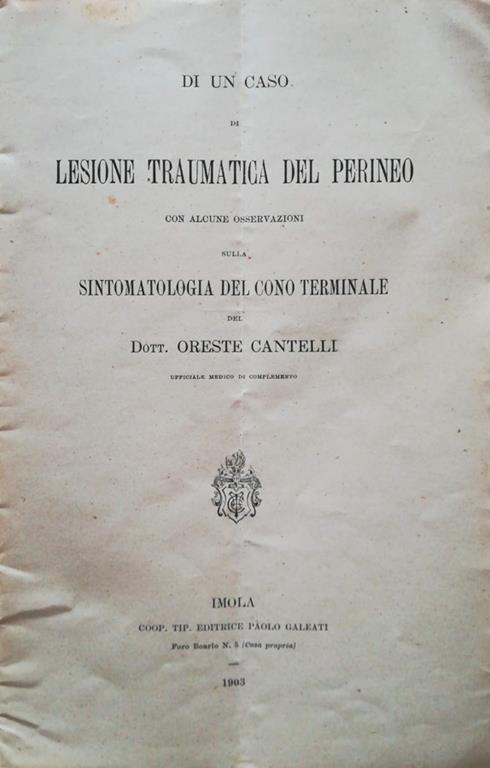 DI UN CASO
DI
LESIONE TRAUMATICA DEL PERINEO
CON ALCUNE OSSERVAZIONI
SULLA
SINTOMATOLOGIA DEL CONO TERMINALE
DEL
DOTT. ORESTE CANTELLI
UFFICIALE MEDICO DI COMPLEMENTO
IMOLA
COOP. TIP. EDITRICE PAOLO GALEATI
Foro Boario N. 5 (Casa propria)
1903